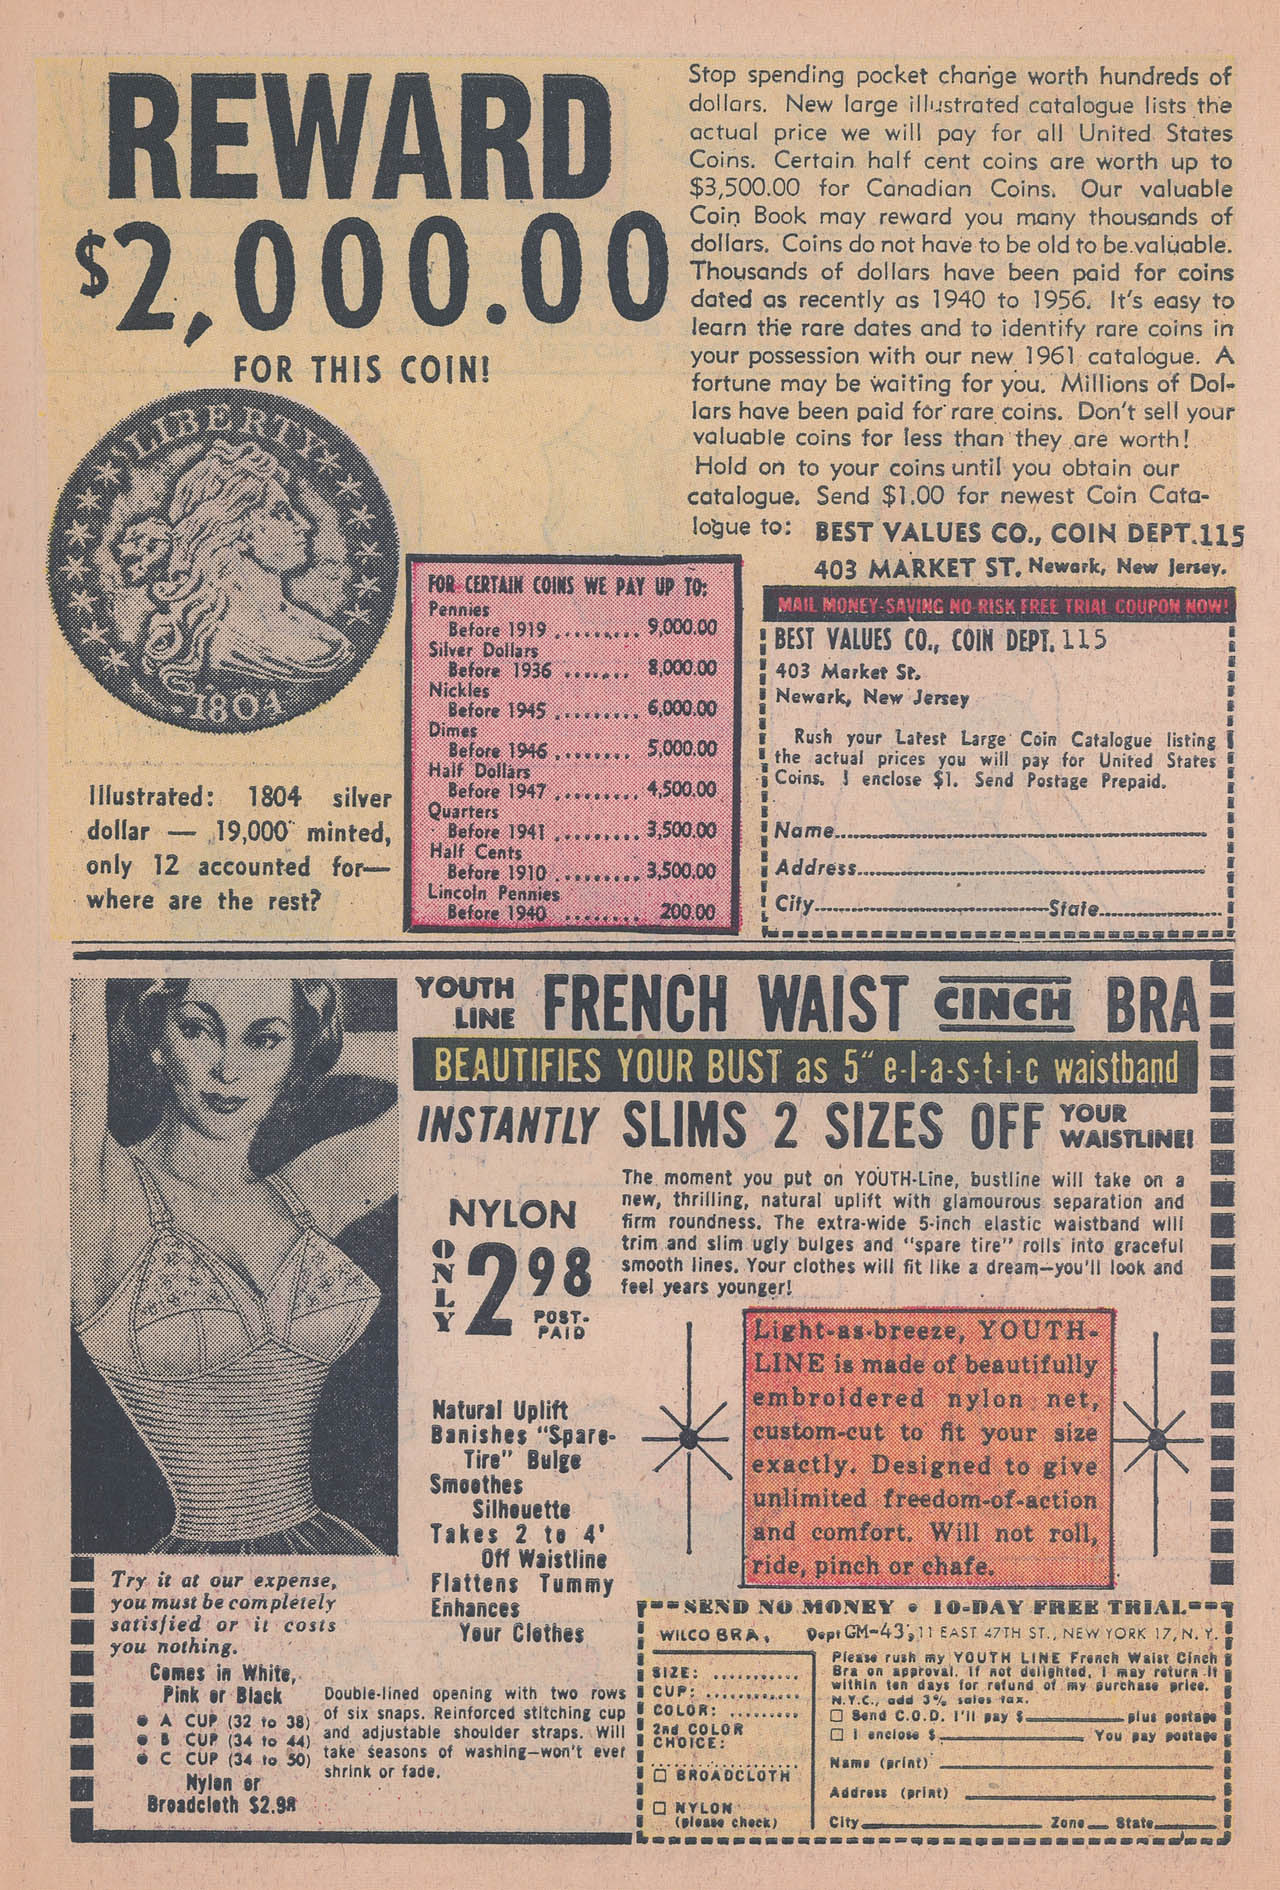 REWARD
$2,000.00
FOR THIS COIN!
LIBERTY
1804
Illustrated: 1804 silver
dollar — 19,000 minted,
only 12 accounted for—
where are the rest?
Stop spending pocket change worth hundreds of
dollars. New large illustrated catalogue lists the
actual price we will pay for all United States
Coins. Certain half cent coins are worth up to
$3,500.00 for Canadian Coins. Our valuable
Coin Book may reward you many thousands of
dollars. Coins do not have to be old to be valuable.
Thousands of dollars have been paid for coins
dated as recently as 1940 to 1956. It's easy to
learn the rare dates and to identify rare coins in
your possession with our new 1961 catalogue. A
fortune may be waiting for you. Millions of Dol-
lars have been paid for rare coins. Don't sell your
valuable coins for less than they are worth!
Hold on to your coins until you obtain our
catalogue. Send $1.00 for newest Coin Cata-
logue to: BEST VALUES CO., COIN DEPT.115
403 MARKET ST. Newark, New Jersey.
FOR CERTAIN COINS WE PAY UP TO:
Pennies
Before 1919 ......... 9,000.00
Silver Dollars
Before 1936 ....... 8,000.00
Nickles
Before 1945 ......... 6,000.00
Dimes
Before 1946 ........ 5,000.00
Half Dollars
Before 1947 ......... 4,500.00
Quarters
Before 1941 ......... 3,500.00
Half Cents
Before 1910 ......... 3,500.00
Lincoln Pennies
Before 1940 ........ 200.00
MAIL MONEY-SAVING NO-RISK FREE TRIAL COUPON NOW!
BEST VALUES CO., COIN DEPT. 115
403 Market St.
Newark, New Jersey
Rush your Latest Large Coin Catalogue listing
the actual prices you will pay for United States
Coins. I enclose $1. Send Postage Prepaid.
Name
Address
City State
YOUTH LINE FRENCH WAIST CINCH BRA
BEAUTIFIES YOUR BUST as 5" e-l-a-s-t-i-c waistband
INSTANTLY SLIMS 2 SIZES OFF YOUR WAISTLINE!
The moment you put on YOUTH-Line, bustline will take on a
new, thrilling, natural uplift with glamourous separation and
firm roundness. The extra-wide 5-inch elastic waistband will
trim and slim ugly bulges and "spare tire" rolls into graceful
smooth lines. Your clothes will fit like a dream—you'll look and
feel years younger!
NYLON
ONLY 2 98 POST-PAID
Natural Uplift
Banishes "Spare-
Tire" Bulge
Smoothes
Silhouette
Takes 2 to 4'
Off Waistline
Flattens Tummy
Enhances
Your Clothes
Light-as-breeze, YOUTH-
LINE is made of beautifully
embroidered nylon net,
custom-cut to fit your size
exactly. Designed to give
unlimited freedom-of-action
and comfort. Will not roll,
ride, pinch or chafe.
Try it at our expense,
you must be completely
satisfied or it costs
you nothing.
Comes in White,
Pink or Black
● A CUP (32 to 38)
● B CUP (34 to 44)
● C CUP (34 to 50)
Nylon or
Broadcloth $2.98
Double-lined opening with two rows
of six snaps. Reinforced stitching cup
and adjustable shoulder straps. Will
take seasons of washing—won't ever
shrink or fade.
SEND NO MONEY • 10-DAY FREE TRIAL
WILCO BRA, Dept GM-43, 11 EAST 47TH ST., NEW YORK 17, N. Y.
SIZE: ...........
CUP: ............
COLOR: .........
2nd COLOR
CHOICE:
☐ BROADCLOTH
☐ NYLON
(please check)
Please rush my YOUTH LINE French Waist Cinch
Bra on approval. If not delighted, I may return it
within ten days for refund of my purchase price.
N.Y.C., add 3% sales tax.
☐ Send C.O.D. I'll pay $ plus postage
☐ I enclose $ You pay postage
Name (print)
Address (print)
City Zone State